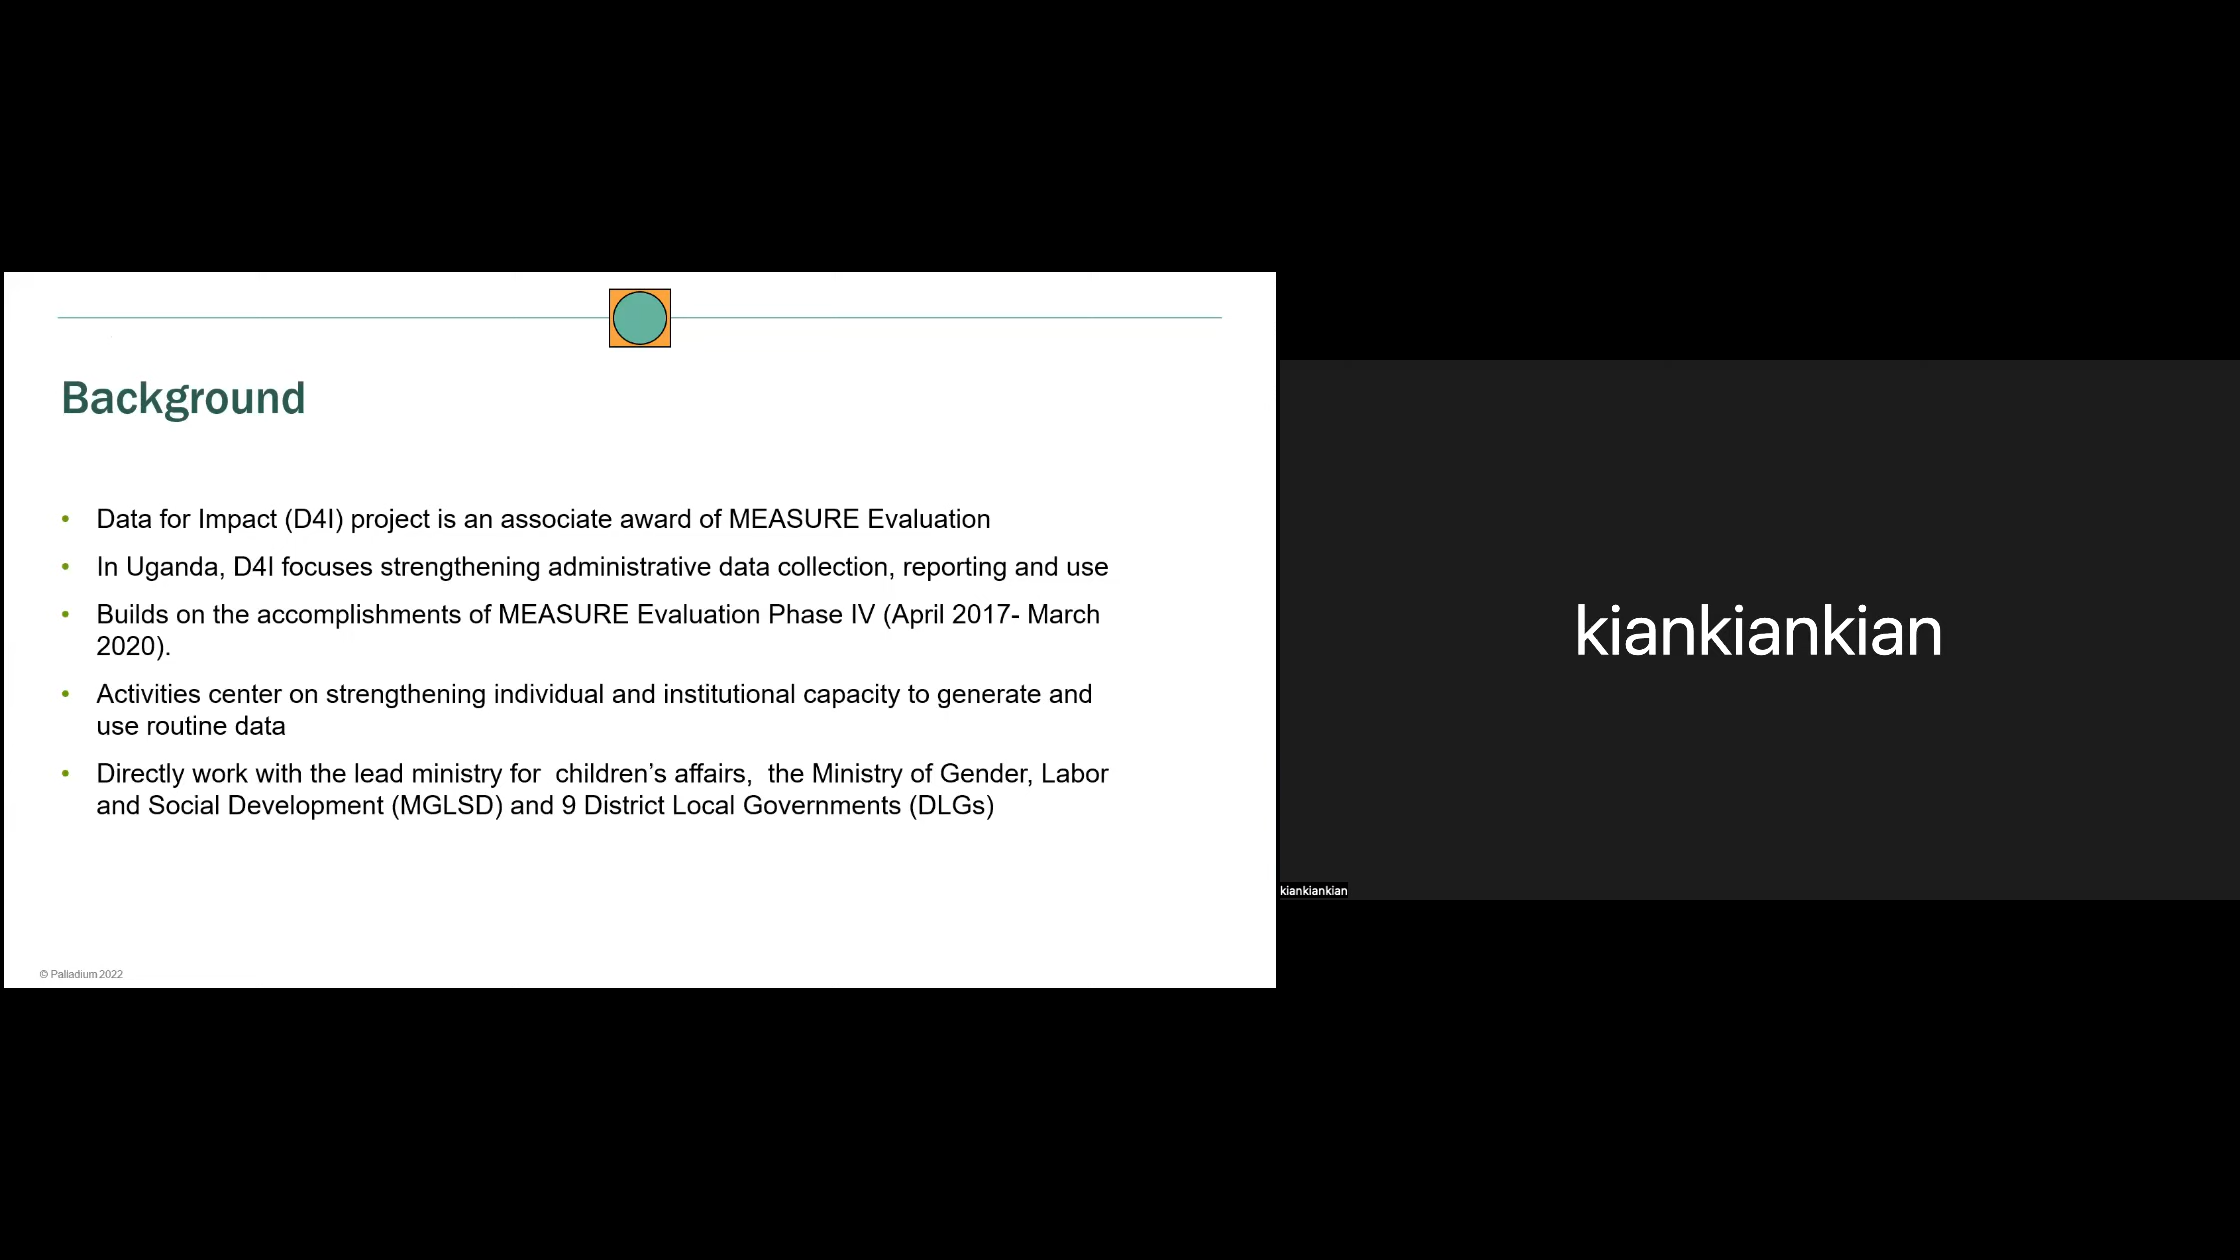 Background
• Data for Impact (D4I) project is an associate award of MEASURE Evaluation
• In Uganda, D4I focuses strengthening administrative data collection, reporting and use
• Builds on the accomplishments of MEASURE Evaluation Phase IV (April 2017- March
2020).
• Activities center on strengthening individual and institutional capacity to generate and
use routine data
• Directly work with the lead ministry for  children’s affairs,  the Ministry of Gender, Labor
and Social Development (MGLSD) and 9 District Local Governments (DLGs)
© Palladium 2022
kiankiankian
kiankiankian